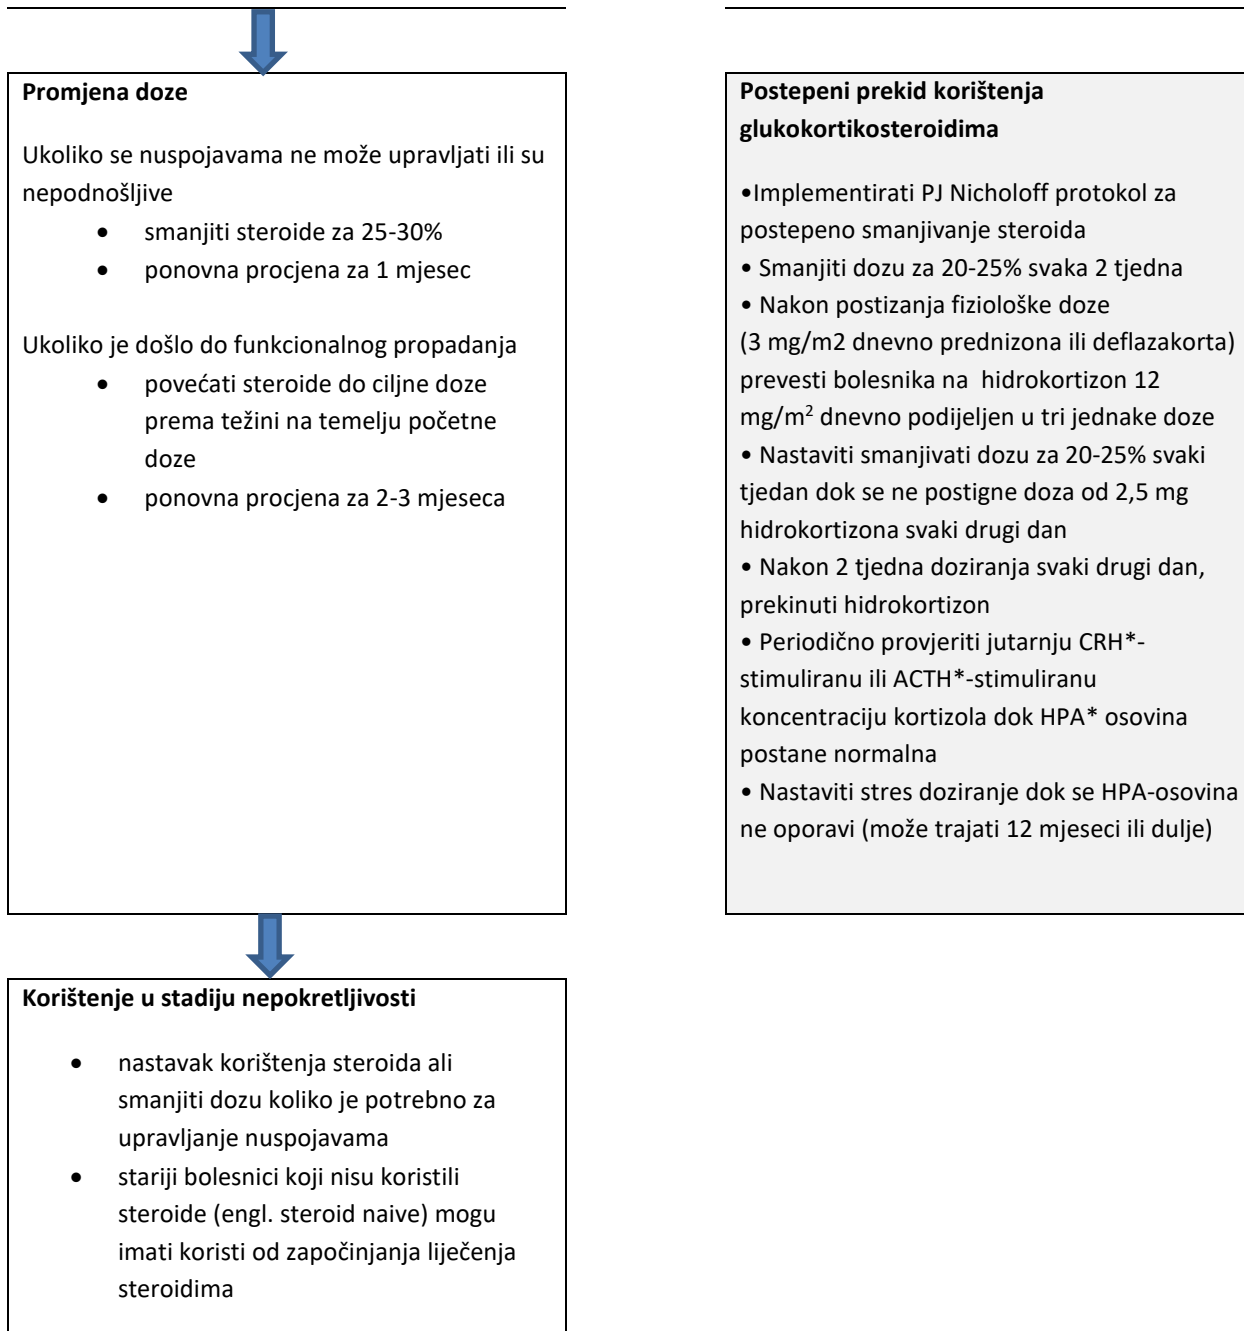 Promjena doze
Ukoliko se nuspojavama ne može upravljati ili su
nepodnošljive
• smanjiti steroide za 25-30%
• ponovna procjena za 1 mjesec
Ukoliko je došlo do funkcionalnog propadanja
• povećati steroide do ciljne doze
prema težini na temelju početne
doze
• ponovna procjena za 2-3 mjeseca
Postepeni prekid korištenja
glukokortikosteroidima
•Implementirati PJ Nicholoff protokol za
postepeno smanjivanje steroida
• Smanjiti dozu za 20-25% svaka 2 tjedna
• Nakon postizanja fiziološke doze
(3 mg/m2 dnevno prednizona ili deflazakorta)
prevesti bolesnika na hidrokortizon 12
mg/m² dnevno podijeljen u tri jednake doze
• Nastaviti smanjivati dozu za 20-25% svaki
tjedan dok se ne postigne doza od 2,5 mg
hidrokortizona svaki drugi dan
• Nakon 2 tjedna doziranja svaki drugi dan,
prekinuti hidrokortizon
• Periodično provjeriti jutarnju CRH*-
stimuliranu ili ACTH*-stimuliranu
koncentraciju kortizola dok HPA* osovina
postane normalna
• Nastaviti stres doziranje dok se HPA-osovina
ne oporavi (može trajati 12 mjeseci ili dulje)
Korištenje u stadiju nepokretljivosti
• nastavak korištenja steroida ali
smanjiti dozu koliko je potrebno za
upravljanje nuspojavama
• stariji bolesnici koji nisu koristili
steroide (engl. steroid naive) mogu
imati koristi od započinjanja liječenja
steroidima